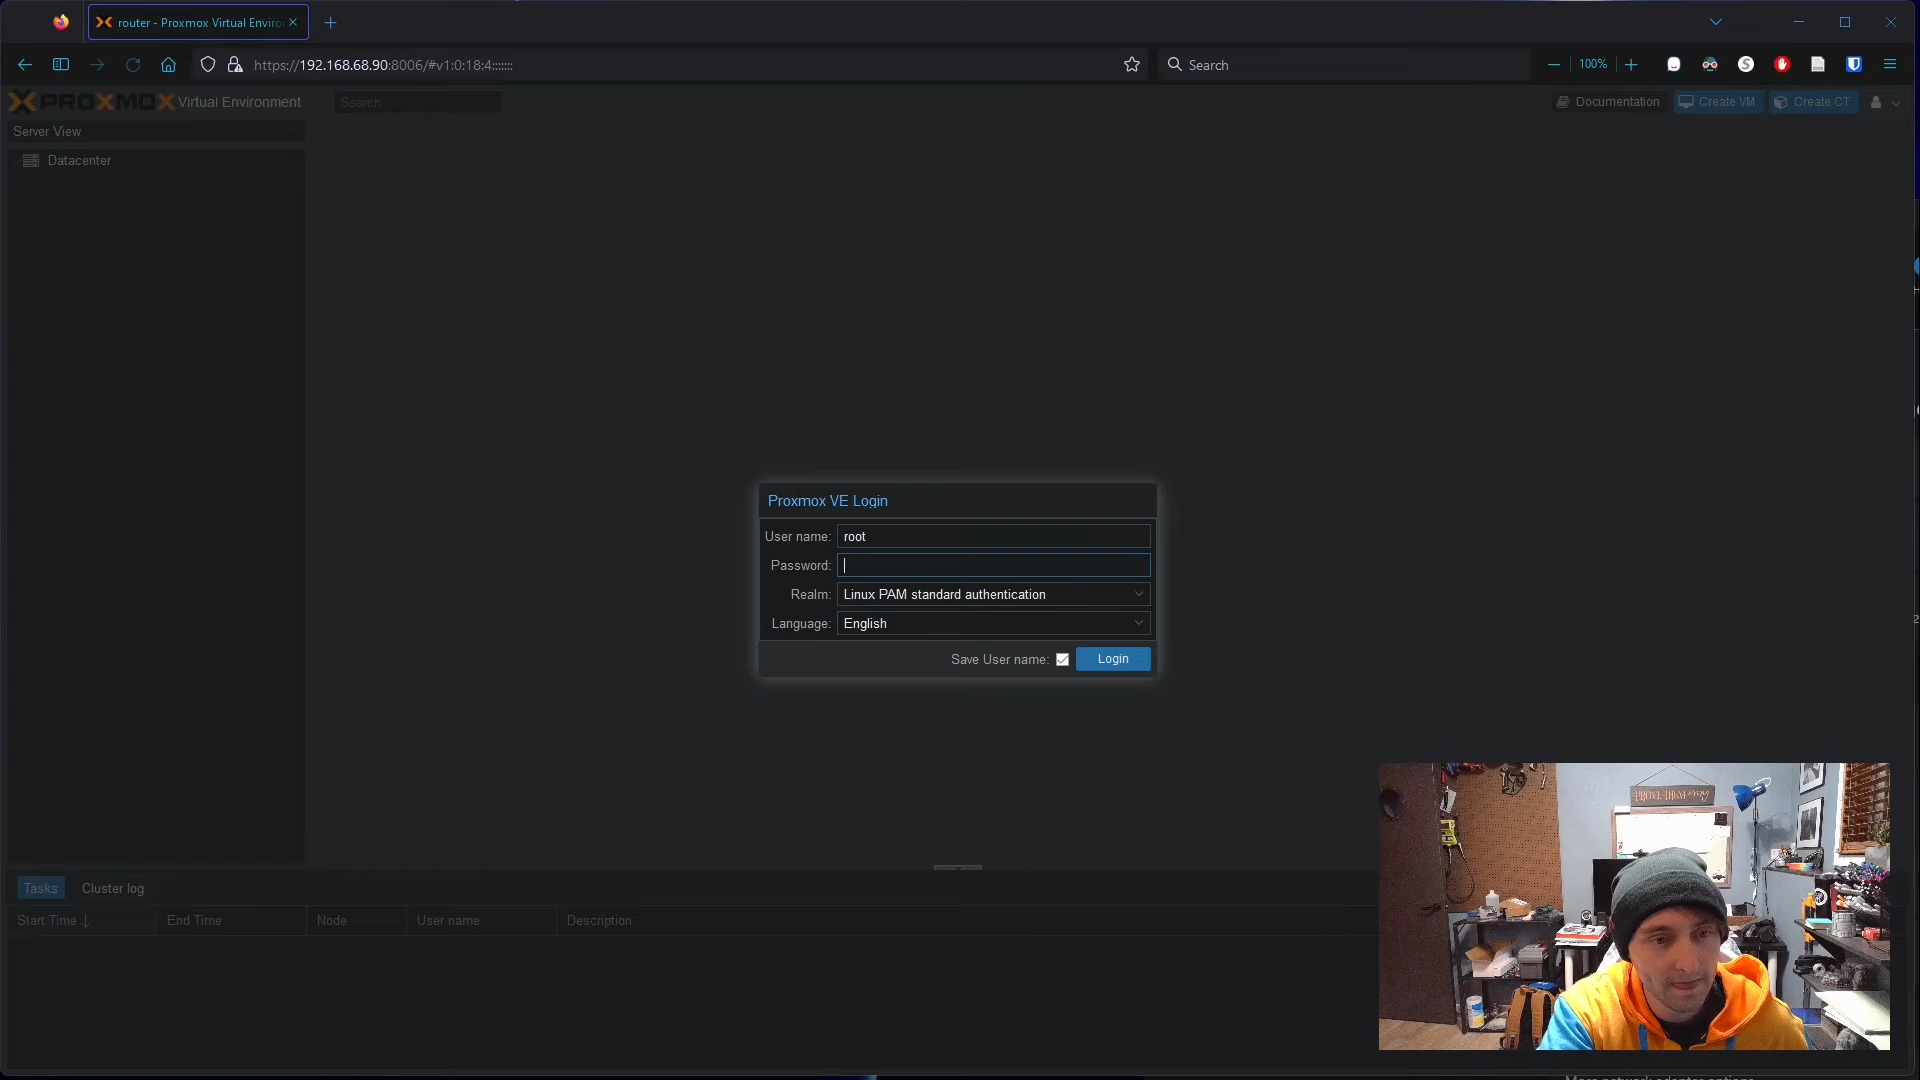 router - Proxmox Virtual Enviro
https://192.168.68.90:8006/#v1:0:18:4:::::::
Search
100%
PROXMOX Virtual Environment
Search
Documentation
Create VM
Create CT
Server View
Datacenter
Proxmox VE Login
User name: root
Password:
Realm: Linux PAM standard authentication
Language: English
Save User name:
Login
Tasks
Cluster log
Start Time
End Time
Node
User name
Description